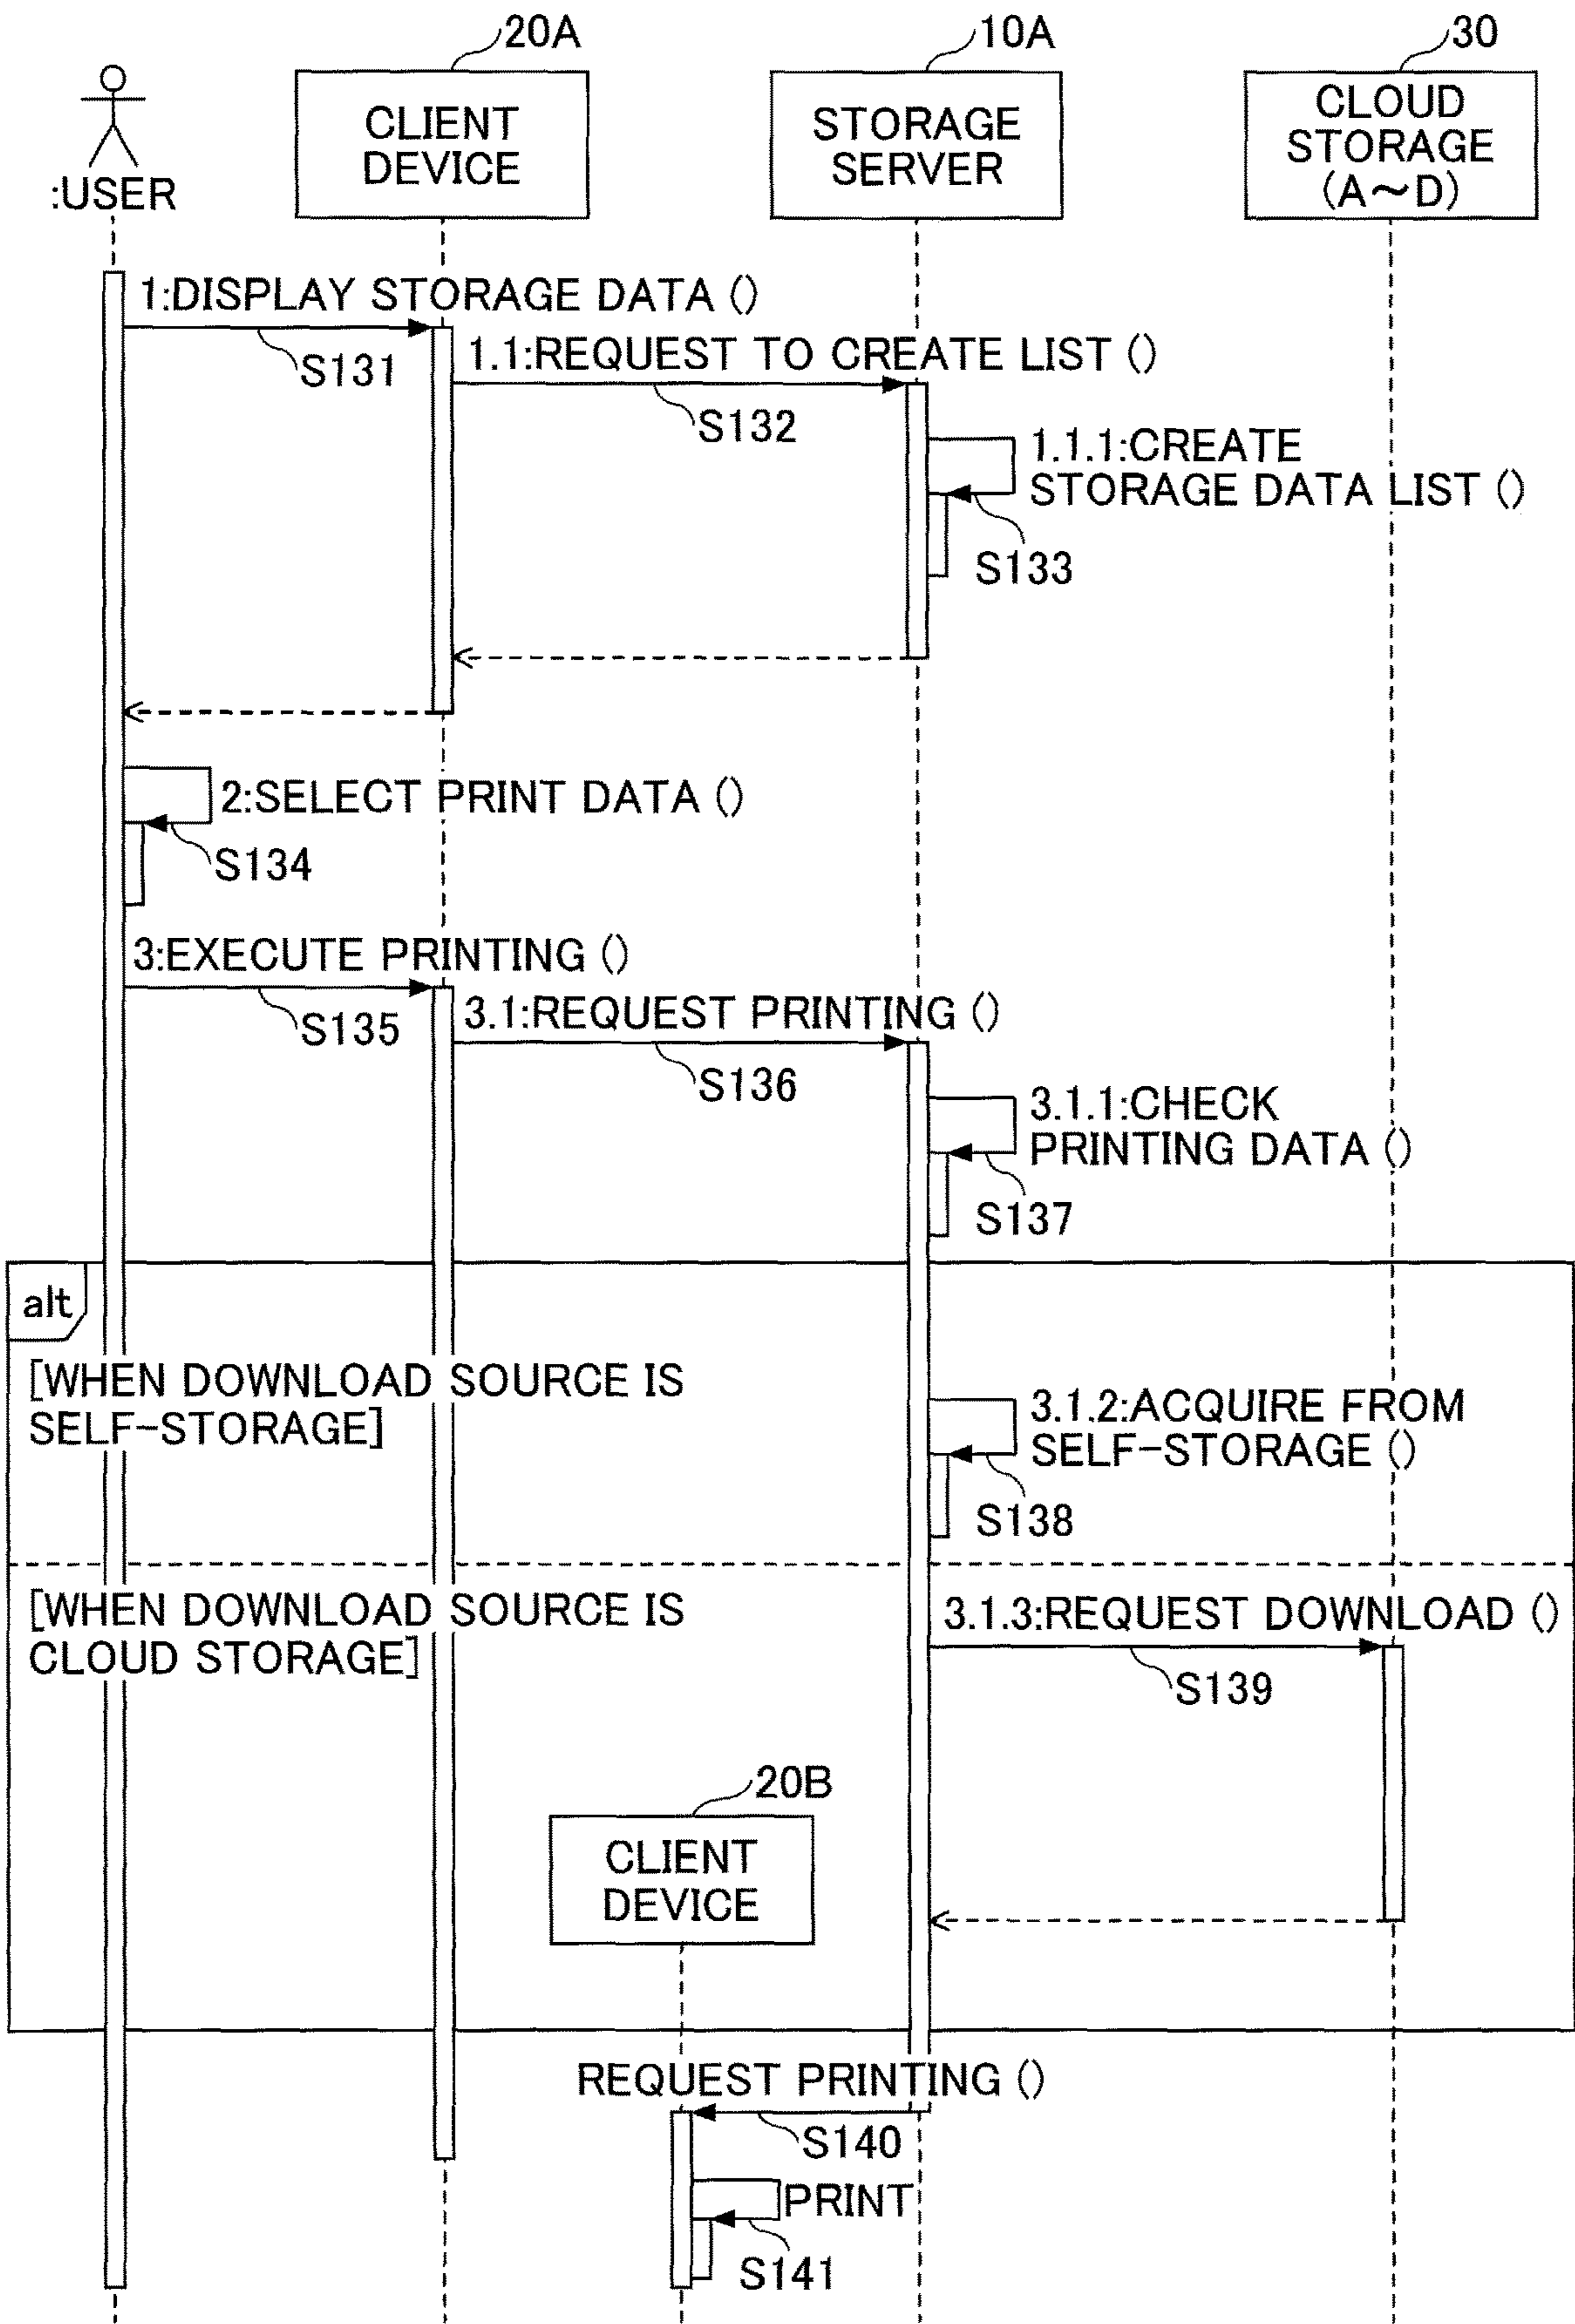 20A
10A
30
CLIENT
DEVICE
STORAGE
SERVER
CLOUD
STORAGE
(A～D)
:USER
1:DISPLAY STORAGE DATA ()
S131
1.1:REQUEST TO CREATE LIST ()
S132
1.1.1:CREATE
STORAGE DATA LIST ()
S133
2:SELECT PRINT DATA ()
S134
3:EXECUTE PRINTING ()
S135
3.1:REQUEST PRINTING ()
S136
3.1.1:CHECK
PRINTING DATA ()
S137
alt
[WHEN DOWNLOAD SOURCE IS
SELF-STORAGE]
3.1.2:ACQUIRE FROM
SELF-STORAGE ()
S138
[WHEN DOWNLOAD SOURCE IS
CLOUD STORAGE]
3.1.3:REQUEST DOWNLOAD ()
S139
20B
CLIENT
DEVICE
REQUEST PRINTING ()
S140
PRINT
S141